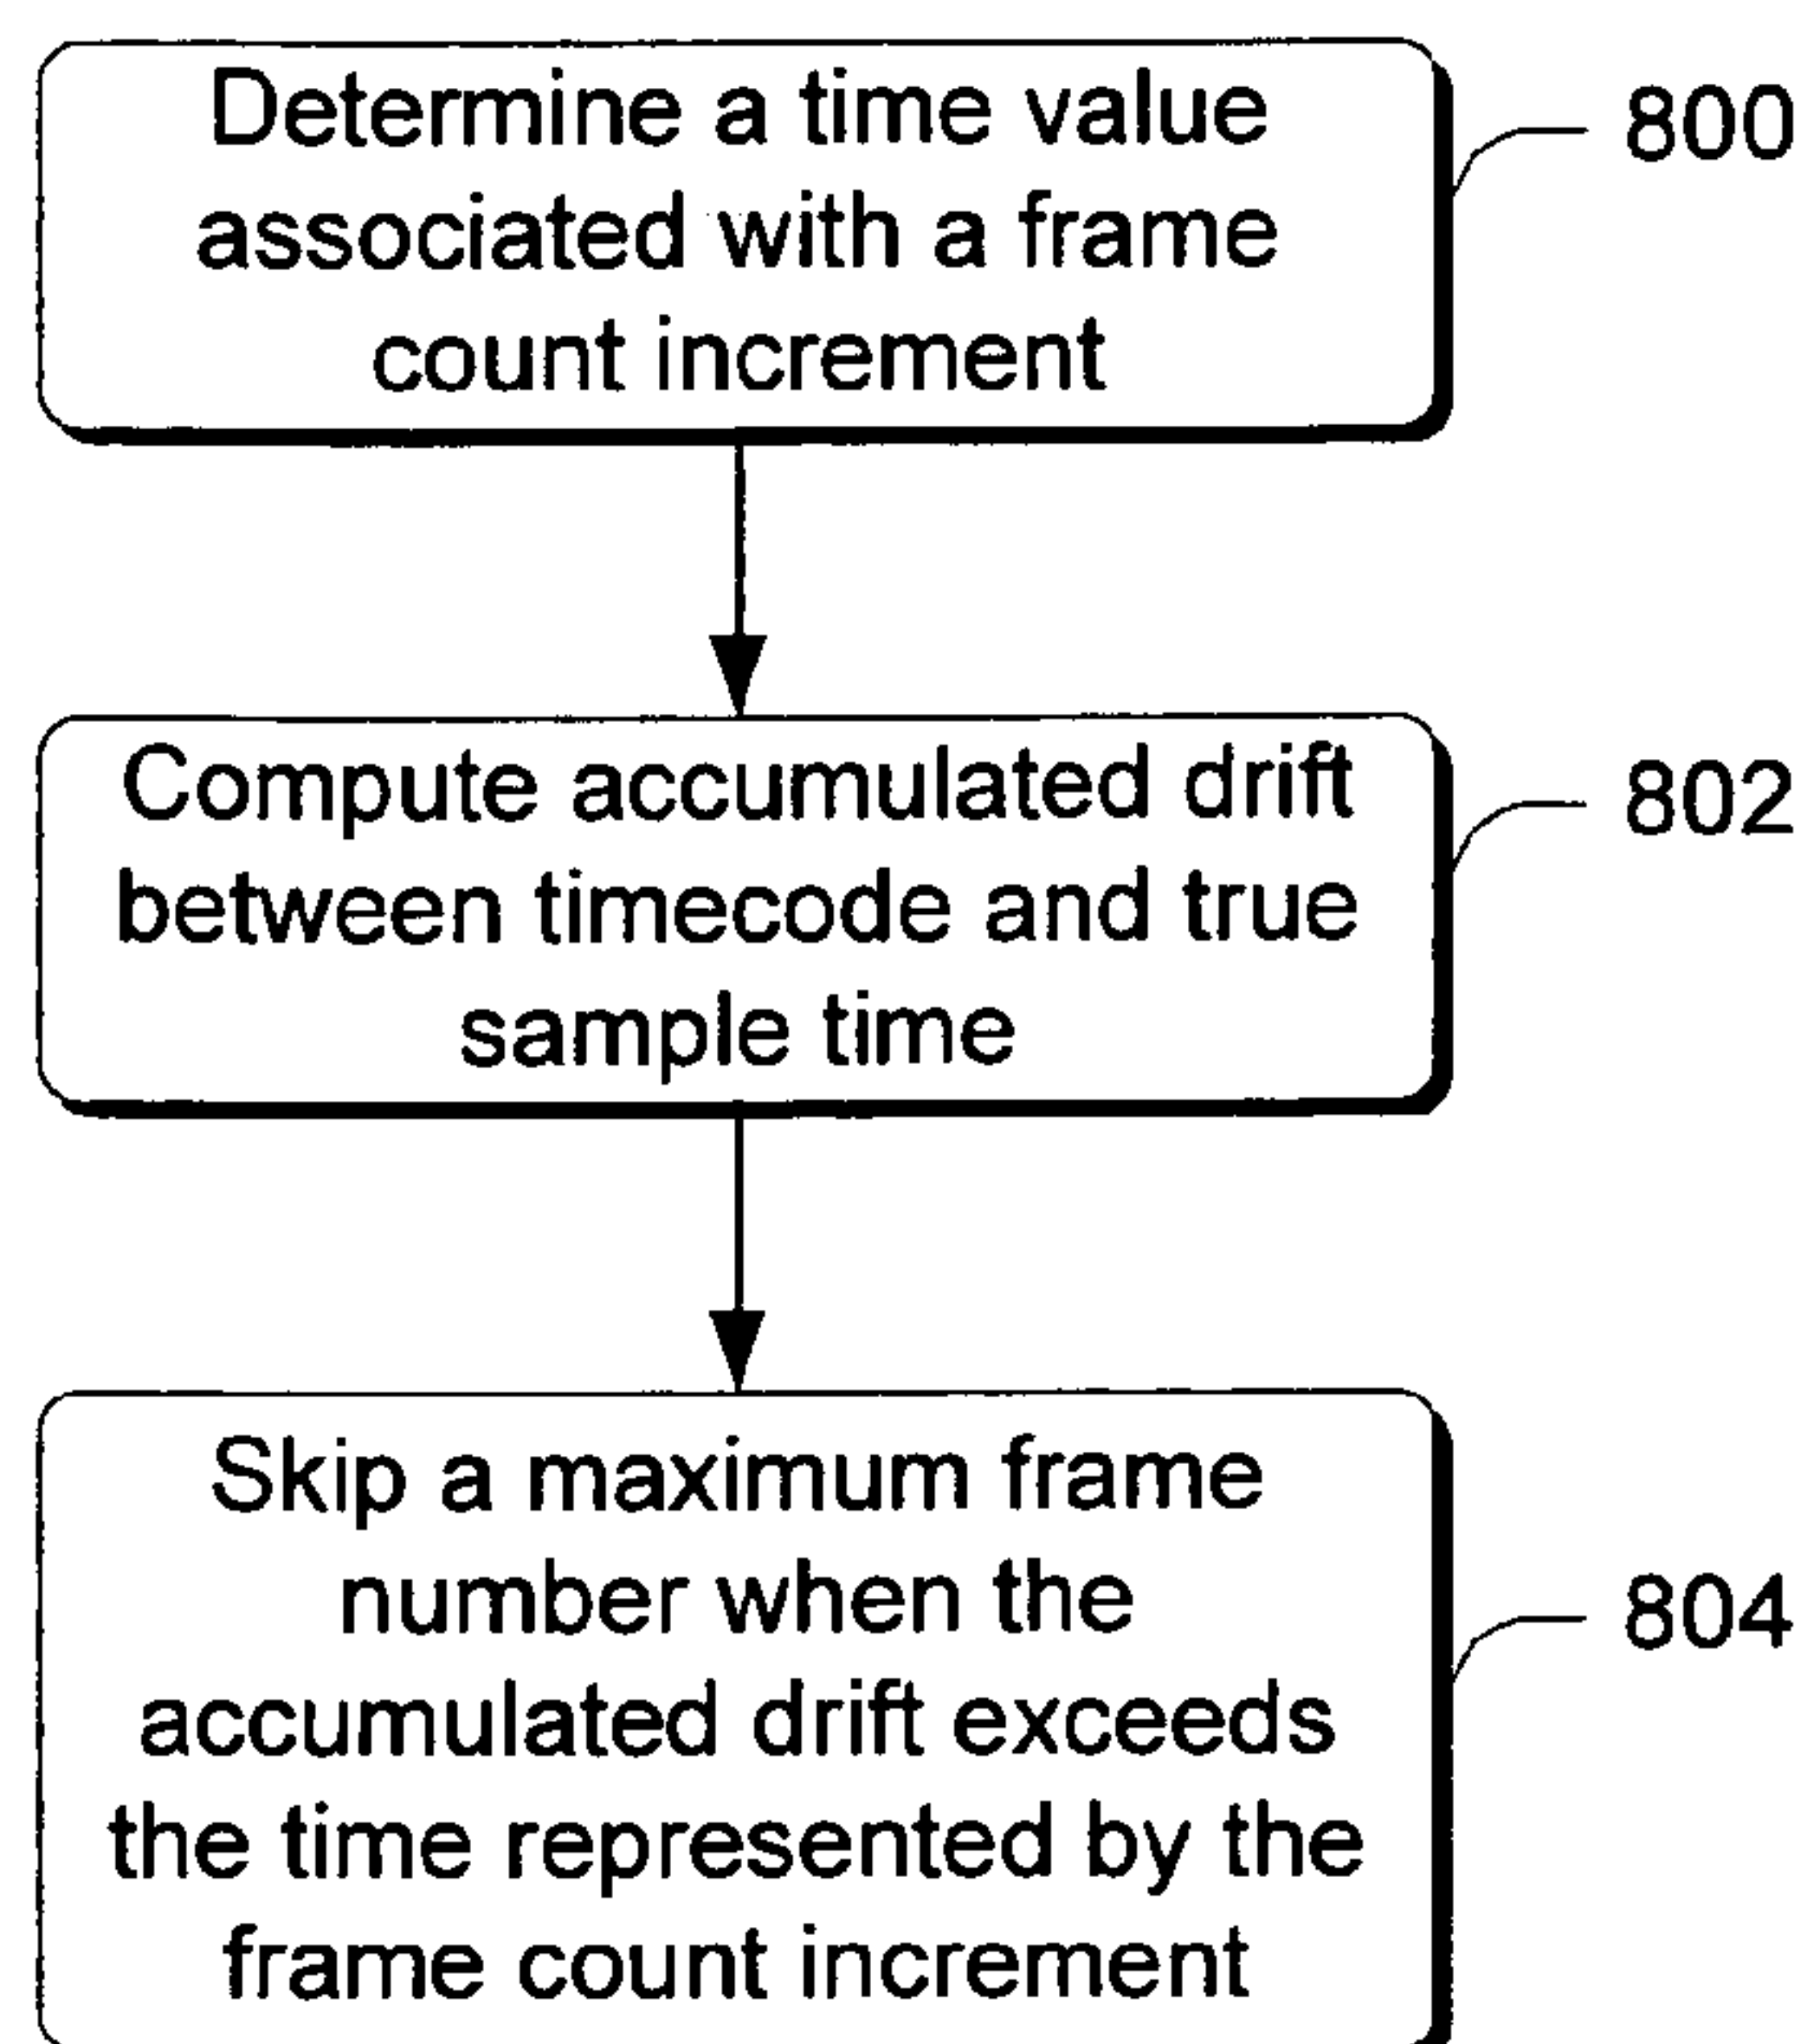 Determine a time value
associated with a frame
count increment
800
Compute accumulated drift
between timecode and true
sample time
802
Skip a maximum frame
number when the
accumulated drift exceeds
the time represented by the
frame count increment
804